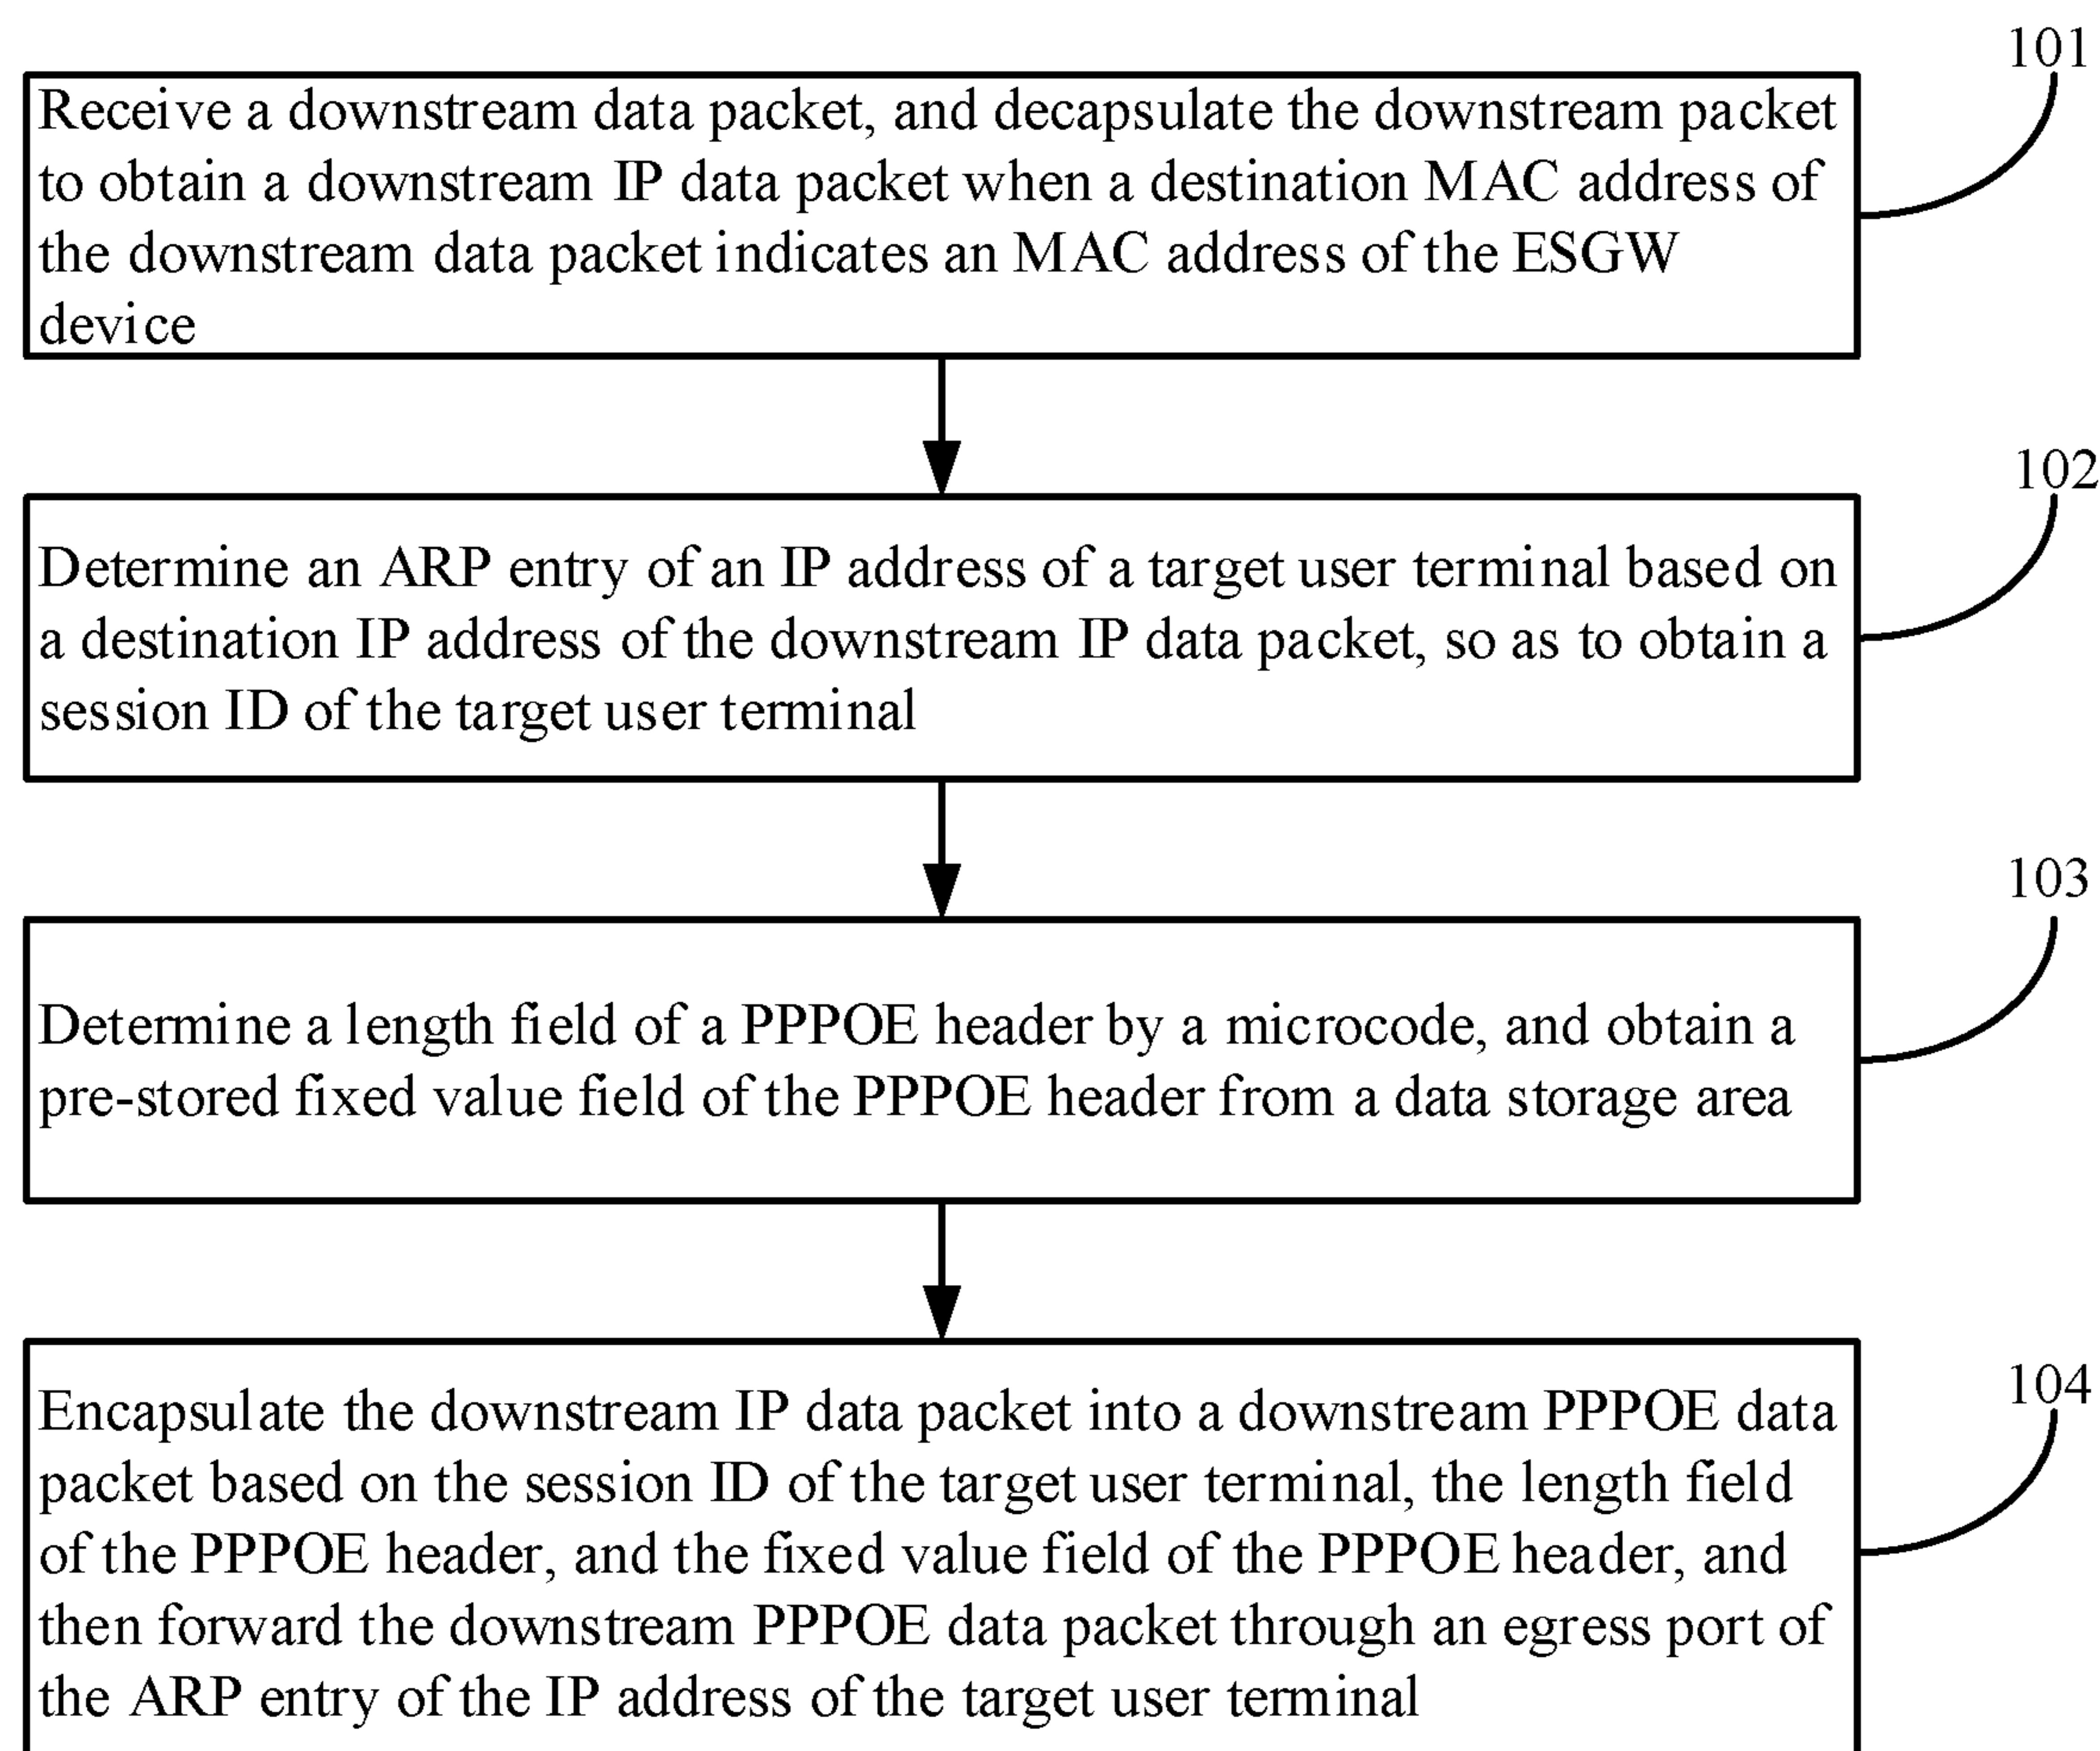 101
Receive a downstream data packet, and decapsulate the downstream packet
to obtain a downstream IP data packet when a destination MAC address of
the downstream data packet indicates an MAC address of the ESGW
device
102
Determine an ARP entry of an IP address of a target user terminal based on
a destination IP address of the downstream IP data packet, so as to obtain a
session ID of the target user terminal
103
Determine a length field of a PPPOE header by a microcode, and obtain a
pre-stored fixed value field of the PPPOE header from a data storage area
104
Encapsulate the downstream IP data packet into a downstream PPPOE data
packet based on the session ID of the target user terminal, the length field
of the PPPOE header, and the fixed value field of the PPPOE header, and
then forward the downstream PPPOE data packet through an egress port of
the ARP entry of the IP address of the target user terminal